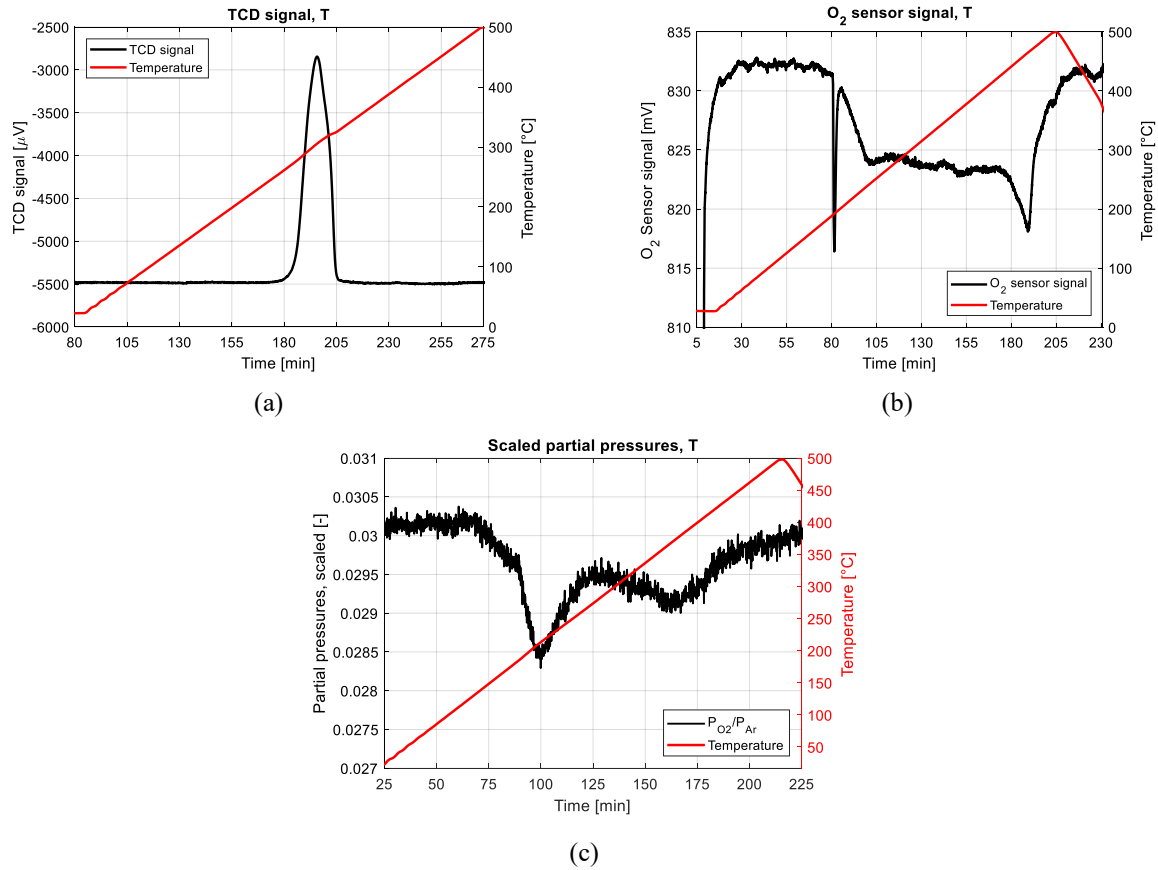 TCD signal, T
-2500
-3000
-3500
-4000
-4500
-5000
-5500
-6000
TCD signal [μV]
TCD signal
Temperature
500
400
300
200
100
0
Temperature [°C]
80 105 130 155 180 205 230 255 275
Time [min]
(a)
O2 sensor signal, T
835
830
825
820
815
810
O2 Sensor signal [mV]
O2 sensor signal
Temperature
500
400
300
200
100
0
Temperature [°C]
5 30 55 80 105 130 155 180 205 230
Time [min]
(b)
Scaled partial pressures, T
0.031
0.0305
0.03
0.0295
0.029
0.0285
0.028
0.0275
0.027
Partial pressures, scaled [-]
PO2/PAr
Temperature
500
450
400
350
300
250
200
150
100
50
Temperature [°C]
25 50 75 100 125 150 175 200 225
Time [min]
(c)